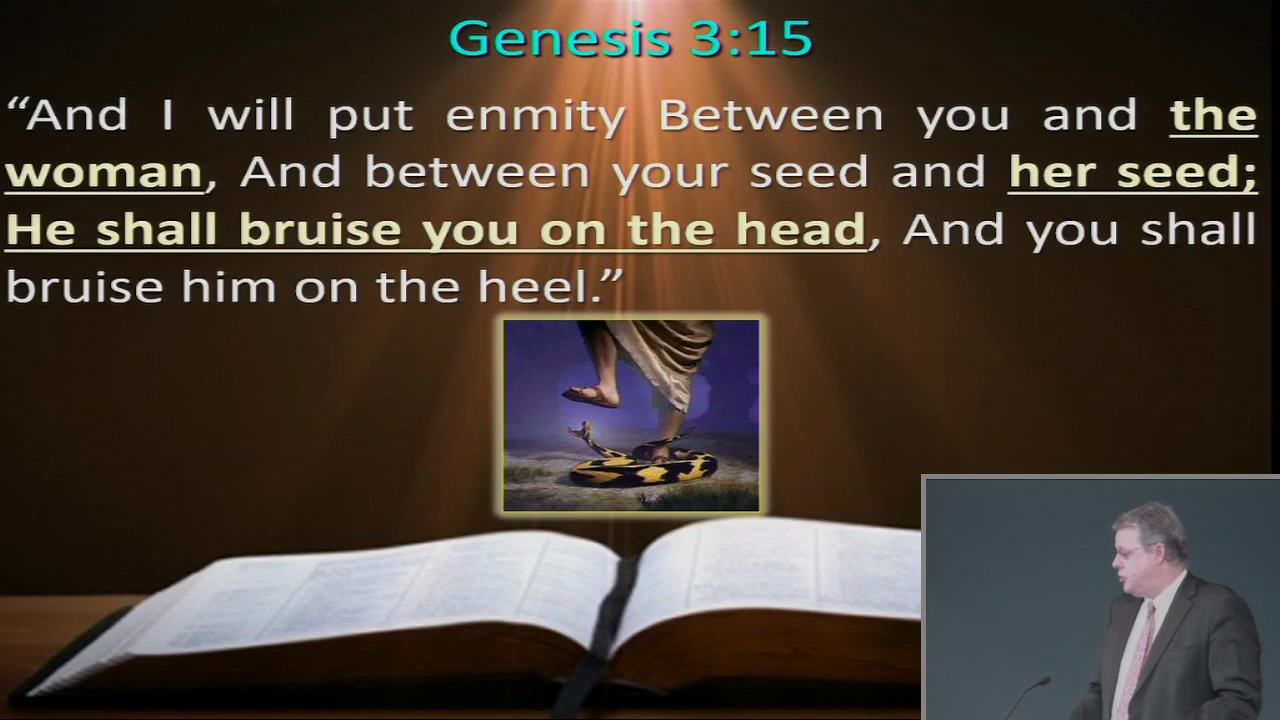 Genesis 3:15
“And I will put enmity Between you and the
woman, And between your seed and her seed;
He shall bruise you on the head, And you shall
bruise him on the heel.”